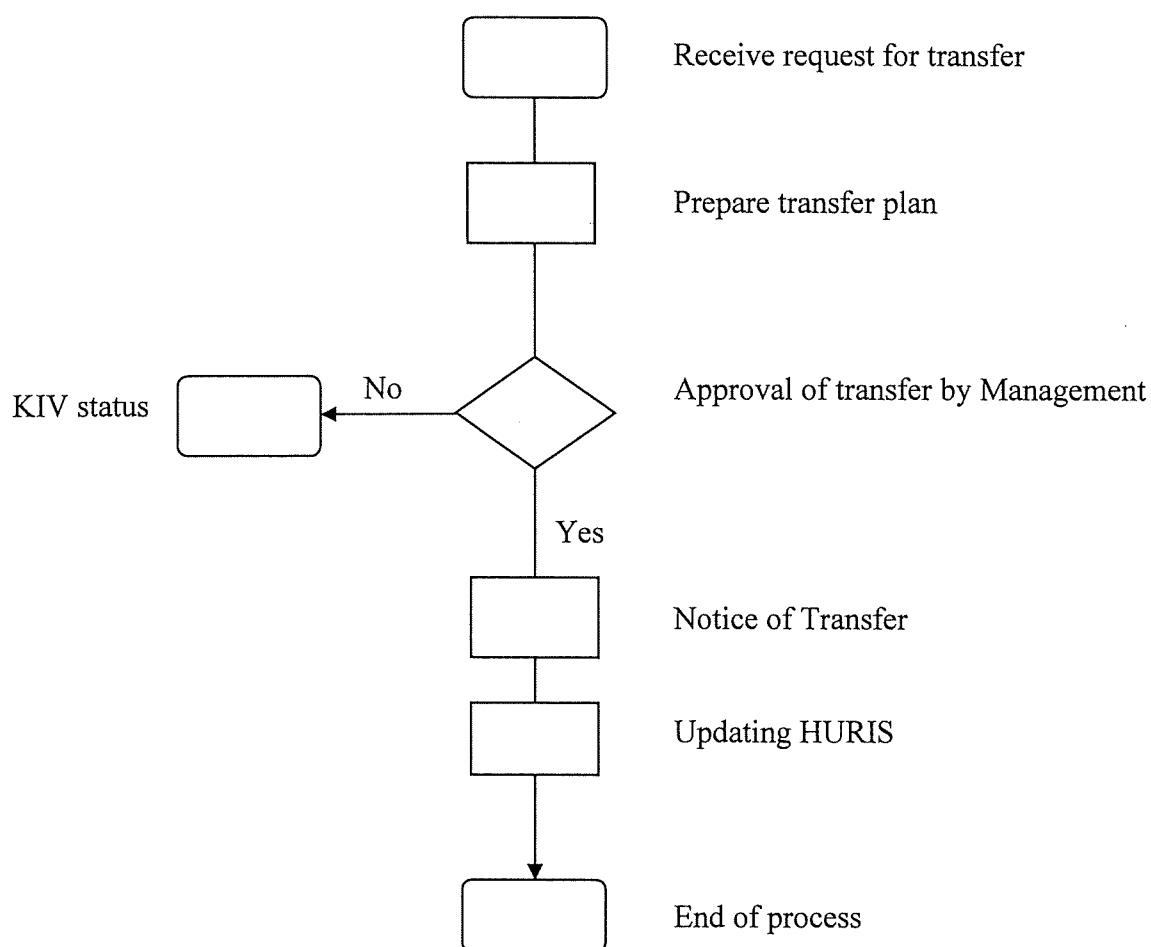 Receive request for transfer
Prepare transfer plan
KIV status
No
Approval of transfer by Management
Yes
Notice of Transfer
Updating HURIS
End of process